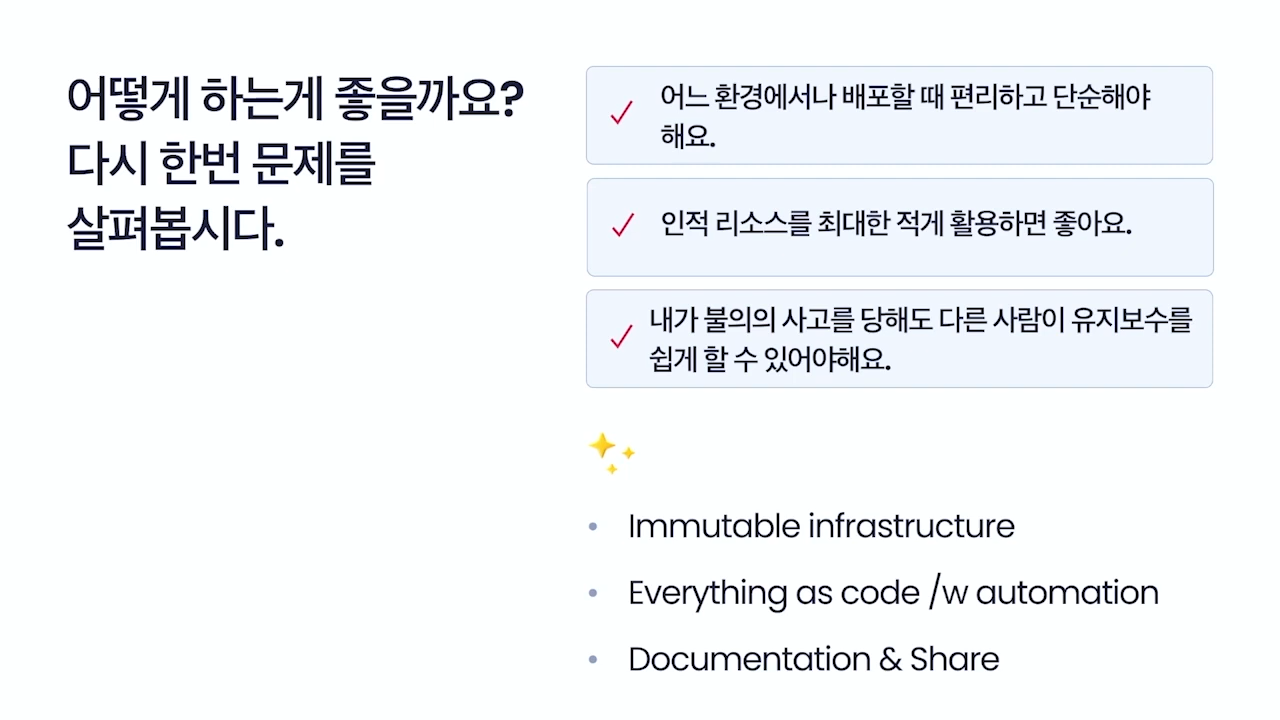 어떻게 하는게 좋을까요?
다시 한번 문제를
살펴봅시다.
어느 환경에서나 배포할 때 편리하고 단순해야
해요.
인적 리소스를 최대한 적게 활용하면 좋아요.
내가 불의의 사고를 당해도 다른 사람이 유지보수를
쉽게 할 수 있어야해요.
Immutable infrastructure
Everything as code /w automation
Documentation & Share